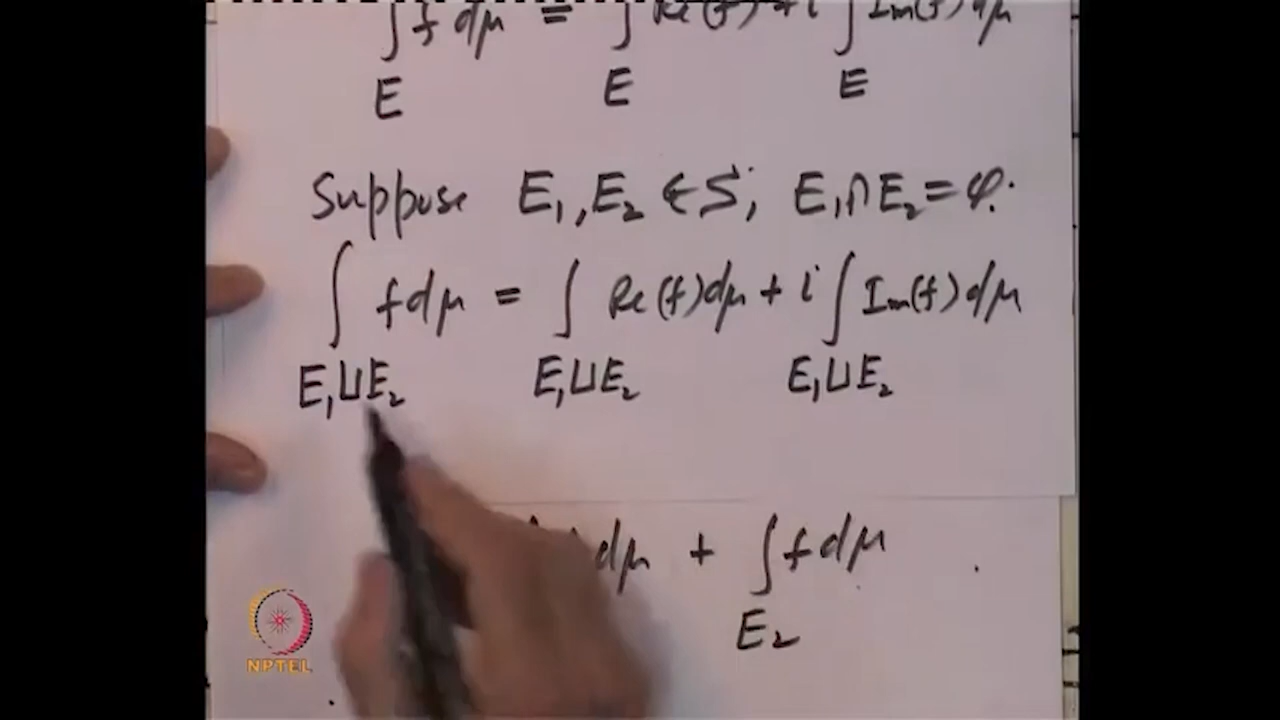 ∫ f dμ = ∫ Re(f) + i ∫ Im(f) dμ
E E E
Suppose E₁, E₂ ∈ S; E₁ ∩ E₂ = φ.
∫ f dμ = ∫ Re(f) dμ + i ∫ Im(f) dμ
E₁⊔E₂ E₁⊔E₂ E₁⊔E₂
dμ + ∫ f dμ
E₂
NPTEL